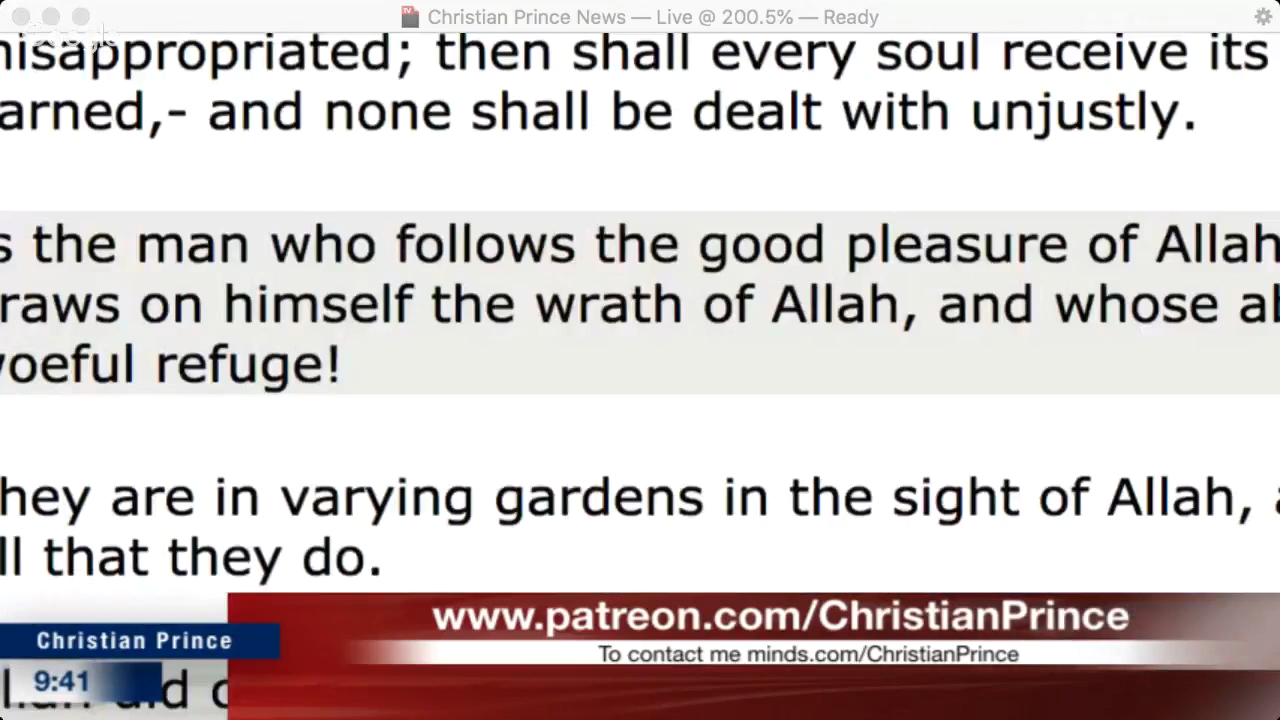 Christian Prince News — Live @ 200.5% — Ready
Google
misappropriated; then shall every soul receive its
arned,- and none shall be dealt with unjustly.
s the man who follows the good pleasure of Allah
raws on himself the wrath of Allah, and whose ab
woeful refuge!
hey are in varying gardens in the sight of Allah, a
ll that they do.
www.patreon.com/ChristianPrince
Christian Prince
To contact me minds.com/ChristianPrince
9:41